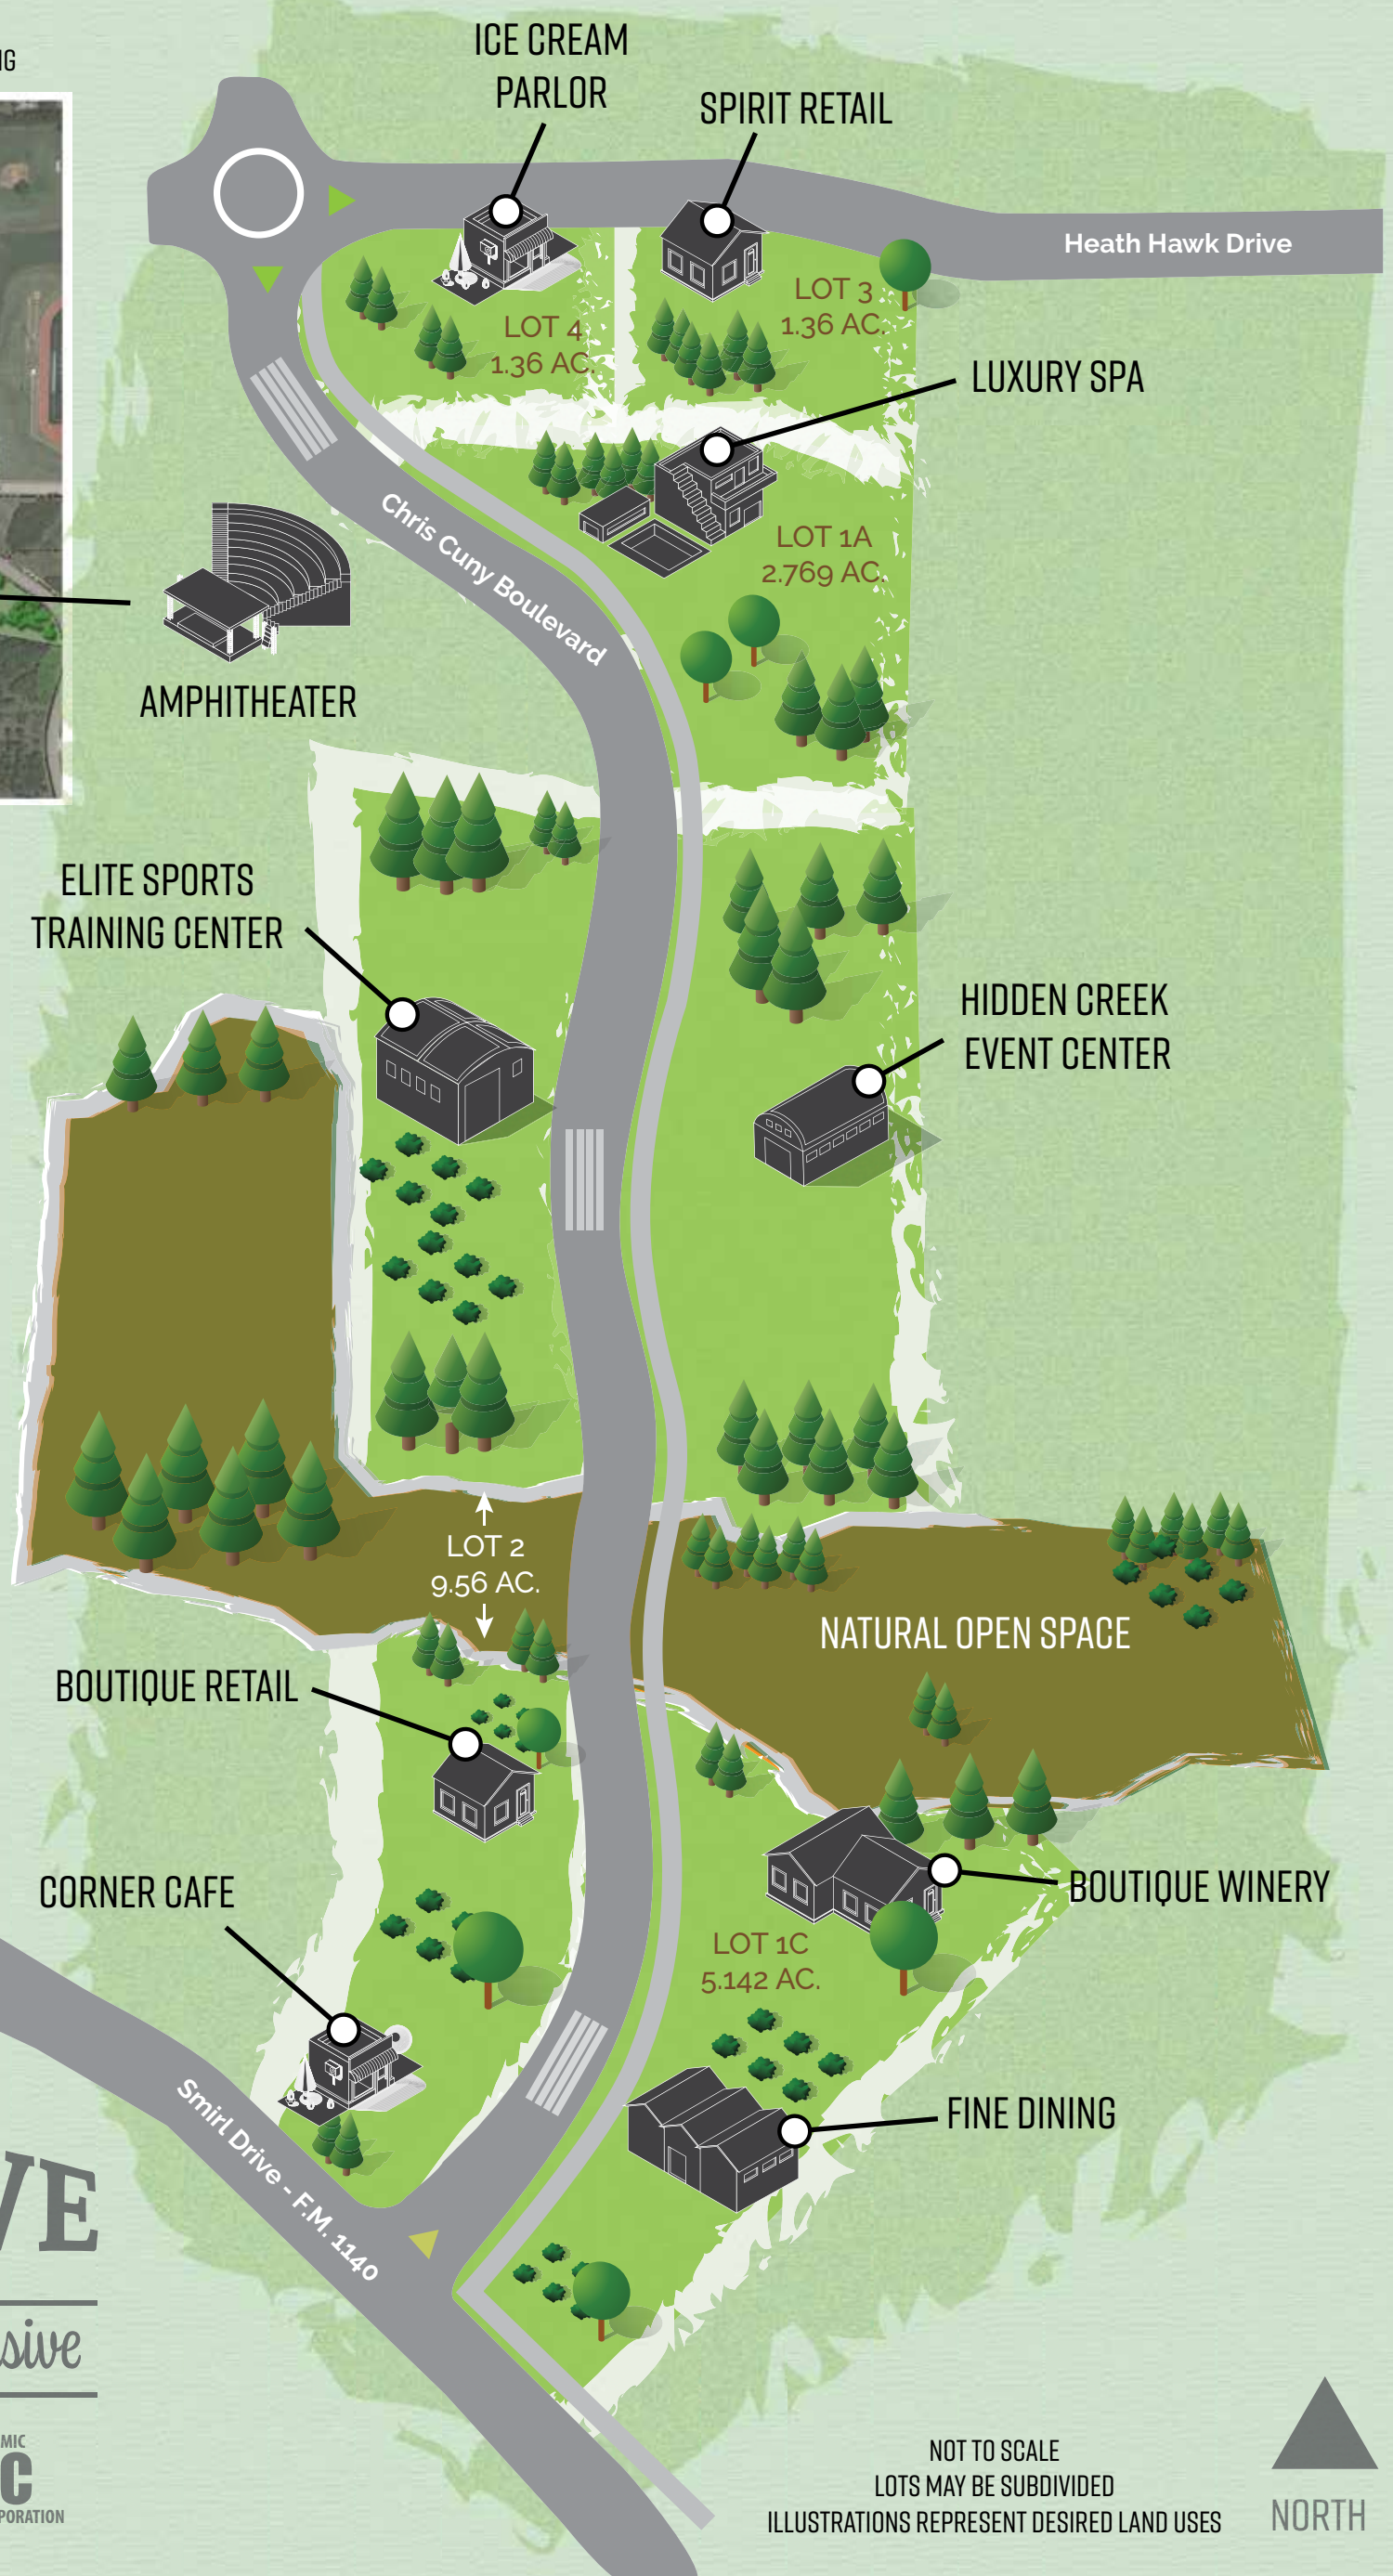 ICE CREAM
PARLOR
SPIRIT RETAIL
Heath Hawk Drive
LOT 3
1.36 AC.
LOT 4
1.36 AC.
LUXURY SPA
Chris Cuny Boulevard
LOT 1A
2.769 AC.
AMPHITHEATER
ELITE SPORTS
TRAINING CENTER
HIDDEN CREEK
EVENT CENTER
LOT 2
9.56 AC.
NATURAL OPEN SPACE
BOUTIQUE RETAIL
CORNER CAFE
BOUTIQUE WINERY
LOT 1C
5.142 AC.
FINE DINING
Smirl Drive - F.M. 1140
NOT TO SCALE
LOTS MAY BE SUBDIVIDED
ILLUSTRATIONS REPRESENT DESIRED LAND USES
NORTH